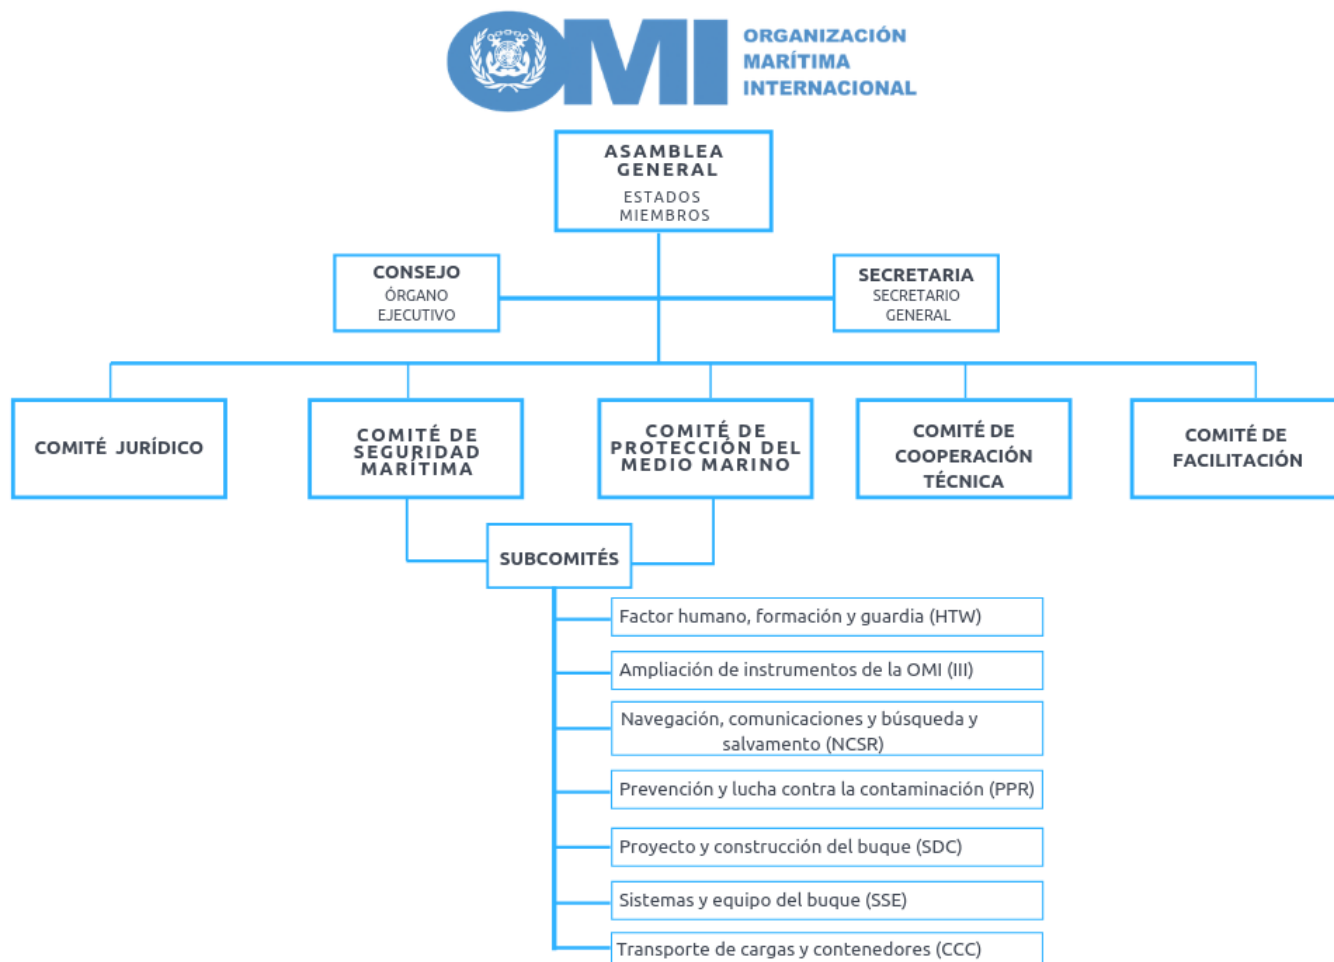 OMI
ORGANIZACIÓN
MARÍTIMA
INTERNACIONAL
ASAMBLEA
GENERAL
ESTADOS
MIEMBROS
CONSEJO
ÓRGANO
EJECUTIVO
SECRETARIA
SECRETARIO
GENERAL
COMITÉ JURÍDICO
COMITÉ DE
SEGURIDAD
MARÍTIMA
COMITÉ DE
PROTECCIÓN DEL
MEDIO MARINO
COMITÉ DE
COOPERACIÓN
TÉCNICA
COMITÉ DE
FACILITACIÓN
SUBCOMITÉS
Factor humano, formación y guardia (HTW)
Ampliación de instrumentos de la OMI (III)
Navegación, comunicaciones y búsqueda y
salvamento (NCSR)
Prevención y lucha contra la contaminación (PPR)
Proyecto y construcción del buque (SDC)
Sistemas y equipo del buque (SSE)
Transporte de cargas y contenedores (CCC)